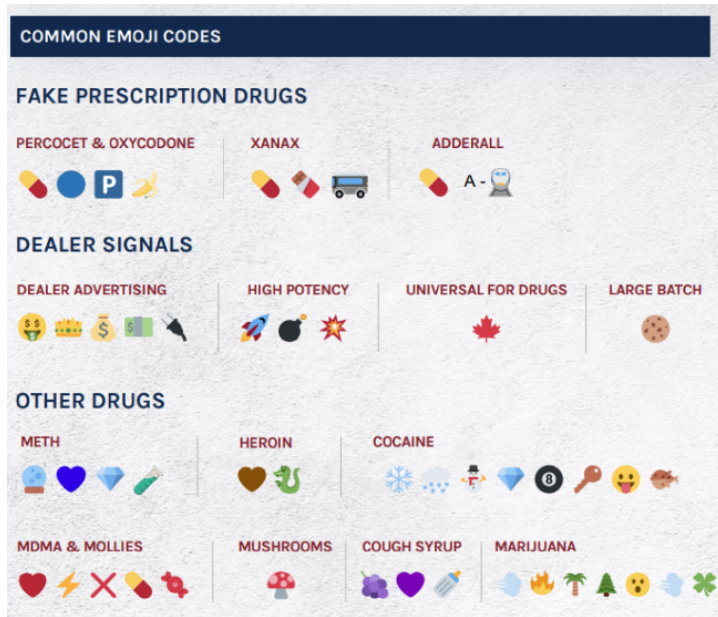 COMMON EMOJI CODES
FAKE PRESCRIPTION DRUGS
PERCOCET & OXYCODONE XANAX ADDERALL
P A -
DEALER SIGNALS
DEALER ADVERTISING HIGH POTENCY UNIVERSAL FOR DRUGS LARGE BATCH
OTHER DRUGS
METH HEROIN COCAINE
8
MDMA & MOLLIES MUSHROOMS COUGH SYRUP MARIJUANA